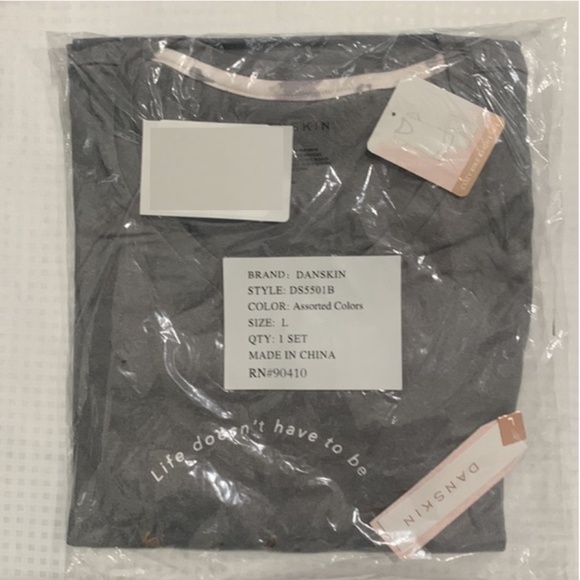 SKIN
BRAND: DANSKIN
STYLE: DS5501B
COLOR: Assorted Colors
SIZE: L
QTY: 1 SET
MADE IN CHINA
RN#90410
Life doesn't have to be
DANSKIN